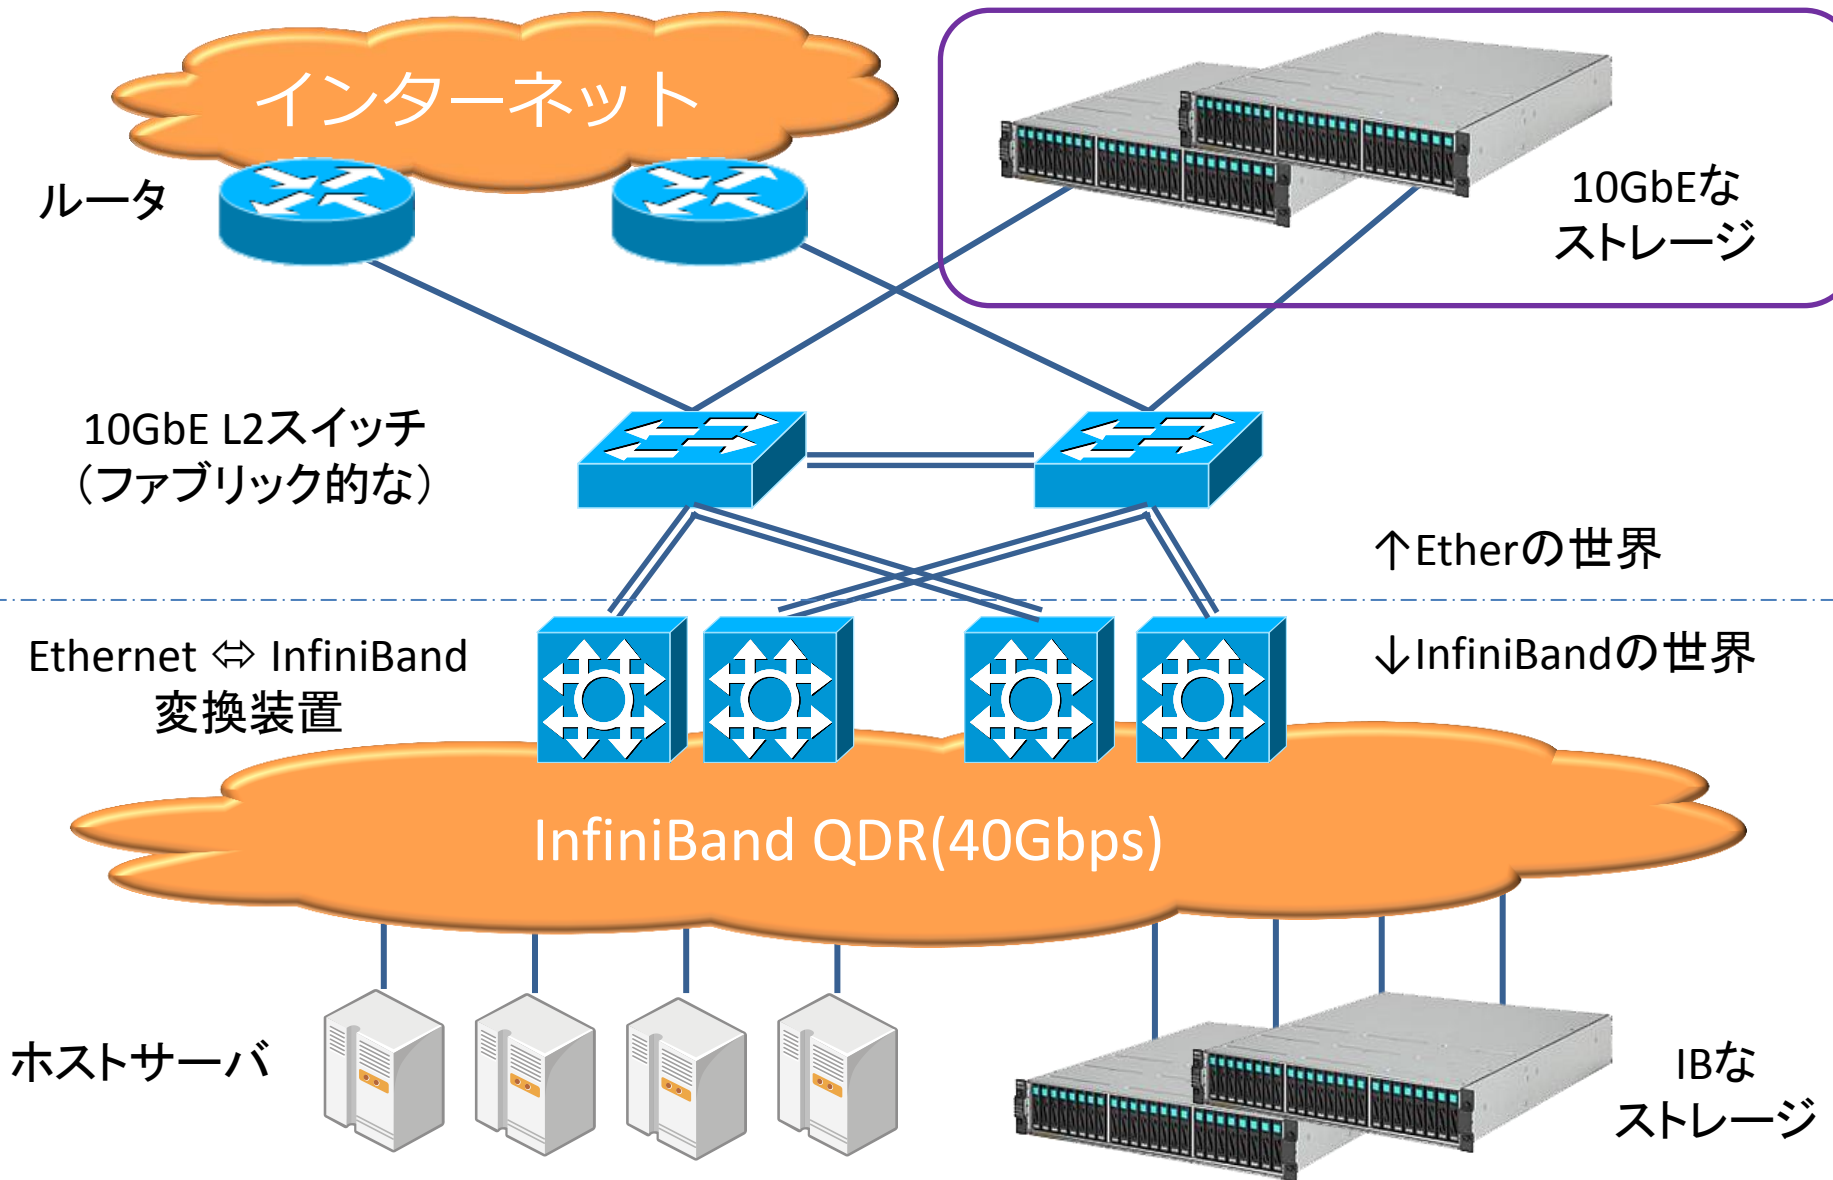 インターネット
ルータ
10GbEな
ストレージ
10GbE L2スイッチ
（ファブリック的な）
↑Etherの世界
Ethernet ⇔ InfiniBand
変換装置
↓InfiniBandの世界
InfiniBand QDR(40Gbps)
ホストサーバ
IBな
ストレージ